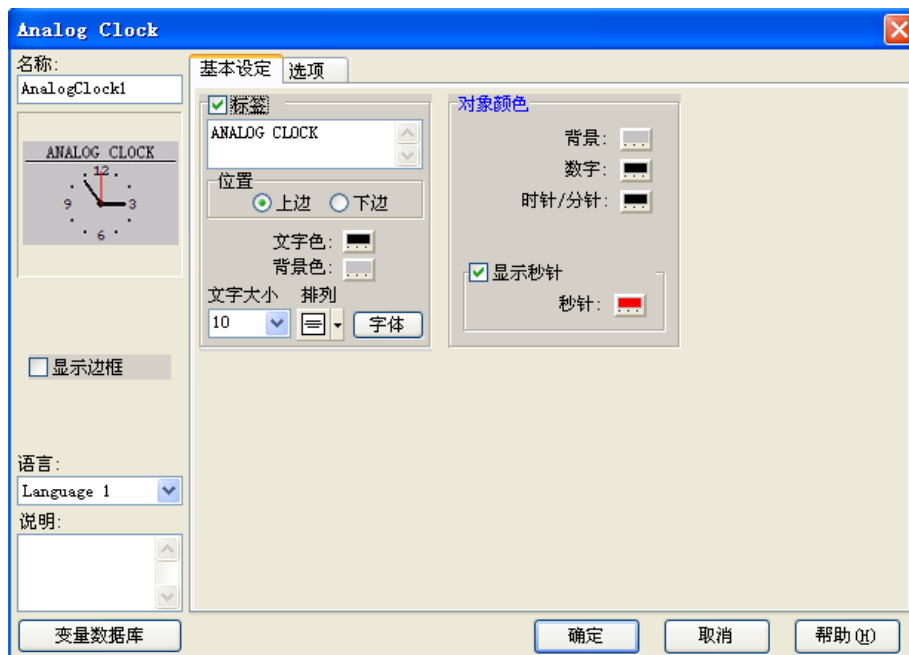 Analog Clock
名称:
AnalogClock1
ANALOG CLOCK
12
9
3
6
显示边框
语言:
Language 1
说明:
变量数据库
基本设定
选项
标签
ANALOG CLOCK
位置
上边
下边
文字色:
背景色:
文字大小
排列
10
字体
对象颜色
背景:
数字:
时针/分针:
显示秒针
秒针:
确定
取消
帮助(H)